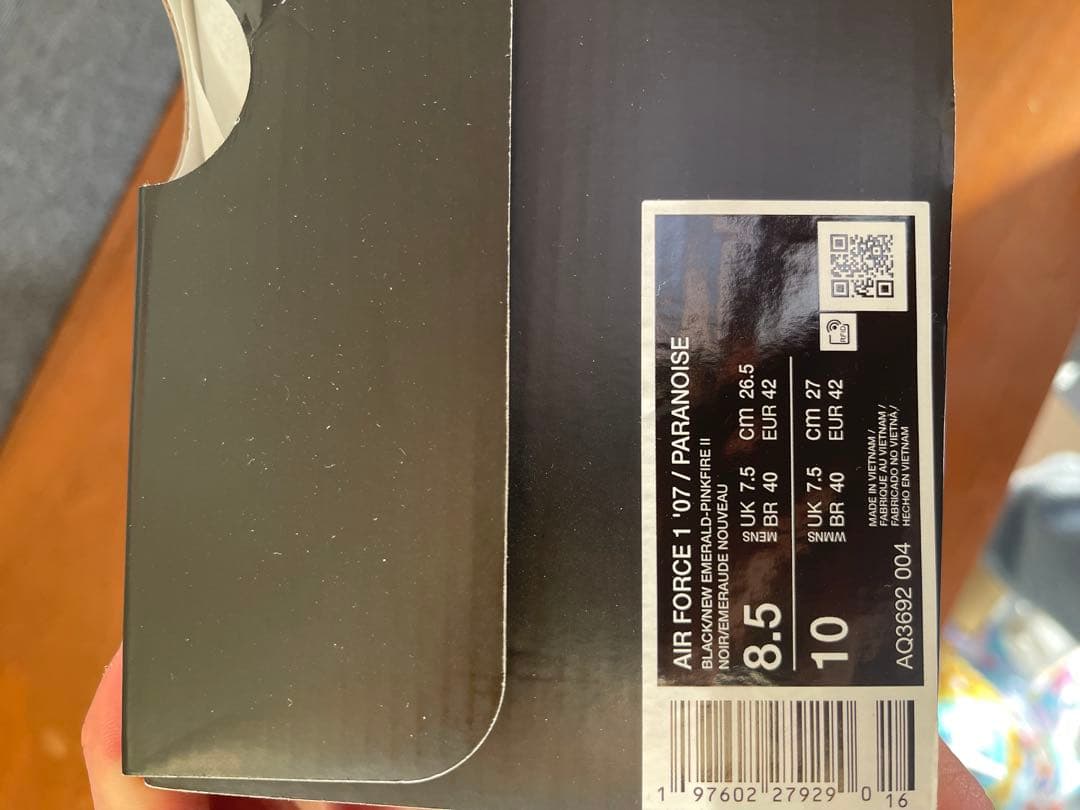 AIR FORCE 1 '07 / PARANOISE
BLACK/NEW EMERALD-PINKFIRE II
NOIR/EMERAUDE NOUVEAU
8.5 MENS UK 7.5 cm 26.5
BR 40 EUR 42
10 WMNS UK 7.5 cm 27
BR 40 EUR 42
RFID
MADE IN VIETNAM /
FABRIQUE AU VIETNAM /
FABRICADO NO VIETNÃ/
HECHO EN VIETNAM
AQ3692 004
1 97602 27929 0 16